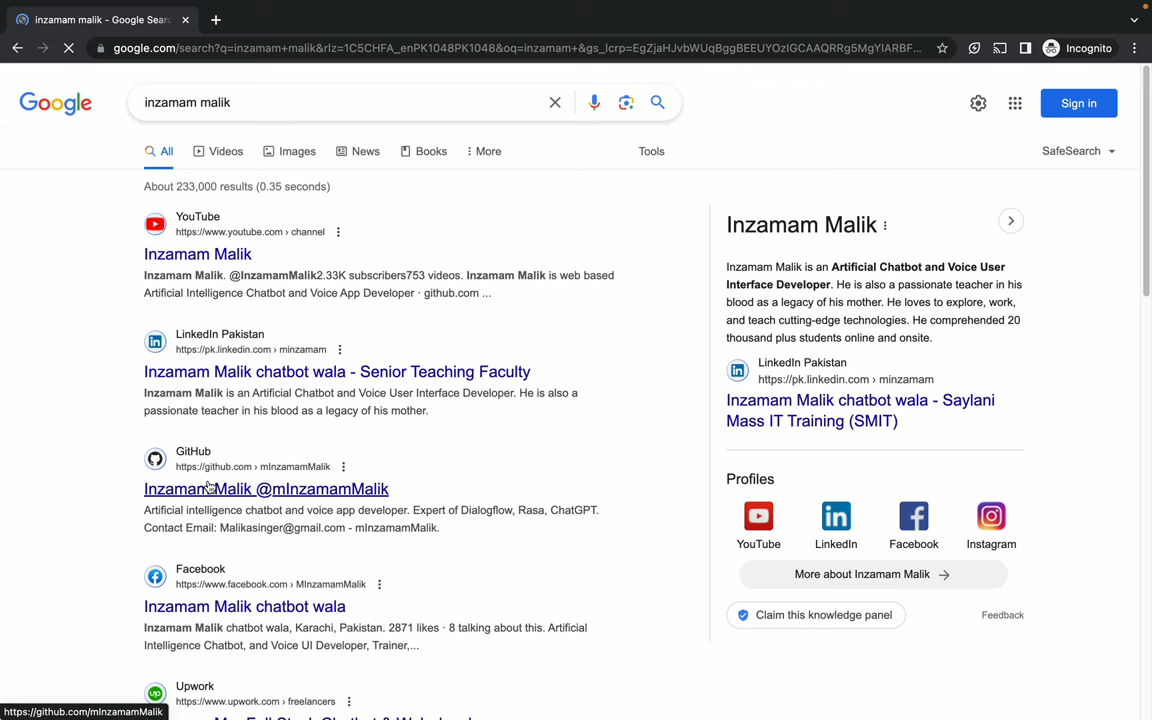 inzamam malik - Google Sear
google.com/search?q=inzamam+malik&rlz=1C5CHFA_enPK1048PK1048&oq=inzamam+&gs_lcrp=EgZjaHJvbWUqBggBEEUYOzIGCAAQRRg5MgYIARBF...
Incognito
Google
inzamam malik
Sign in
All
Videos
Images
News
Books
More
Tools
SafeSearch
About 233,000 results (0.35 seconds)
YouTube
https://www.youtube.com › channel
Inzamam Malik
Inzamam Malik. @InzamamMalik2.33K subscribers753 videos. Inzamam Malik is web based
Artificial Intelligence Chatbot and Voice App Developer · github.com ...
LinkedIn Pakistan
https://pk.linkedin.com › minzamam
Inzamam Malik chatbot wala - Senior Teaching Faculty
Inzamam Malik is an Artificial Chatbot and Voice User Interface Developer. He is also a
passionate teacher in his blood as a legacy of his mother.
GitHub
https://github.com › mInzamamMalik
Inzamam Malik @mInzamamMalik
Artificial intelligence chatbot and voice app developer. Expert of Dialogflow, Rasa, ChatGPT.
Contact Email: Malikasinger@gmail.com - mInzamamMalik.
Facebook
https://www.facebook.com › MInzamamMalik
Inzamam Malik chatbot wala
Inzamam Malik chatbot wala, Karachi, Pakistan. 2871 likes · 8 talking about this. Artificial
Intelligence Chatbot, and Voice UI Developer, Trainer,...
Upwork
https://www.upwork.com › freelancers
Inzamam Malik
Inzamam Malik is an Artificial Chatbot and Voice User
Interface Developer. He is also a passionate teacher in his
blood as a legacy of his mother. He loves to explore, work,
and teach cutting-edge technologies. He comprehended 20
thousand plus students online and onsite.
LinkedIn Pakistan
https://pk.linkedin.com › minzamam
Inzamam Malik chatbot wala - Saylani
Mass IT Training (SMIT)
Profiles
YouTube
LinkedIn
Facebook
Instagram
More about Inzamam Malik
Claim this knowledge panel
Feedback
https://github.com/mInzamamMalik